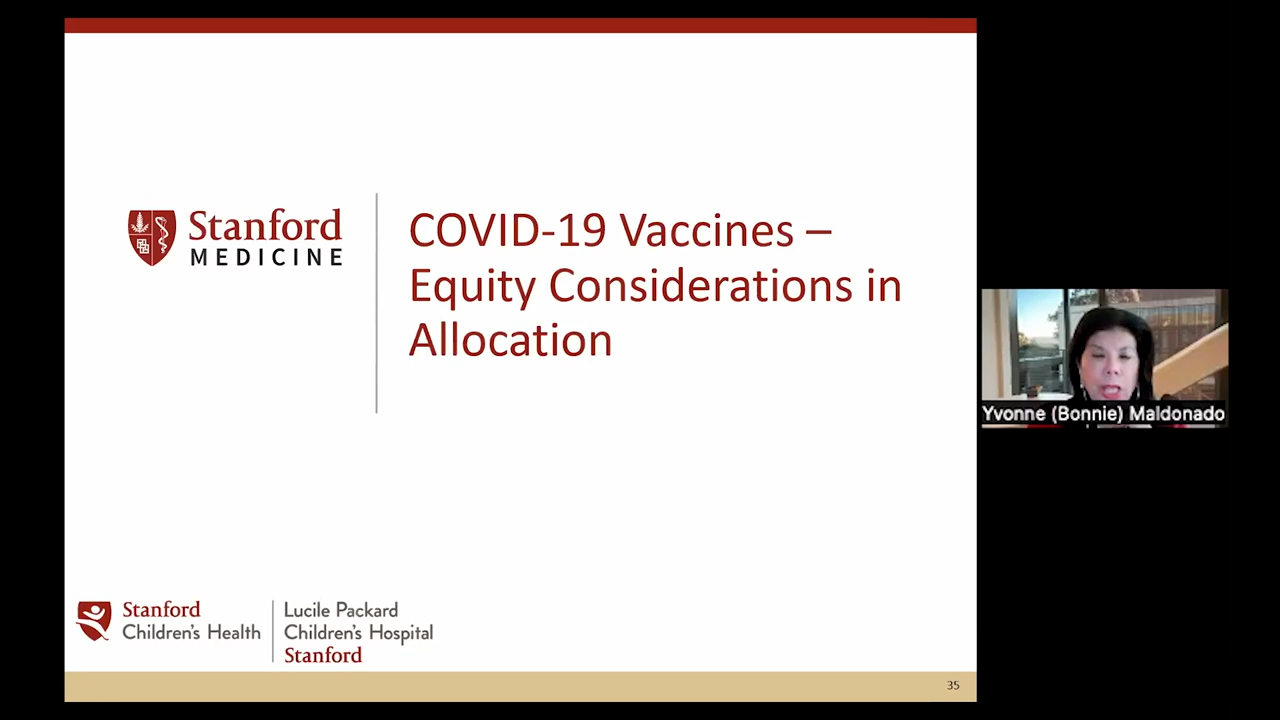 Stanford
MEDICINE
COVID-19 Vaccines –
Equity Considerations in
Allocation
Yvonne (Bonnie) Maldonado
Stanford
Children's Health
Lucile Packard
Children's Hospital
Stanford
35